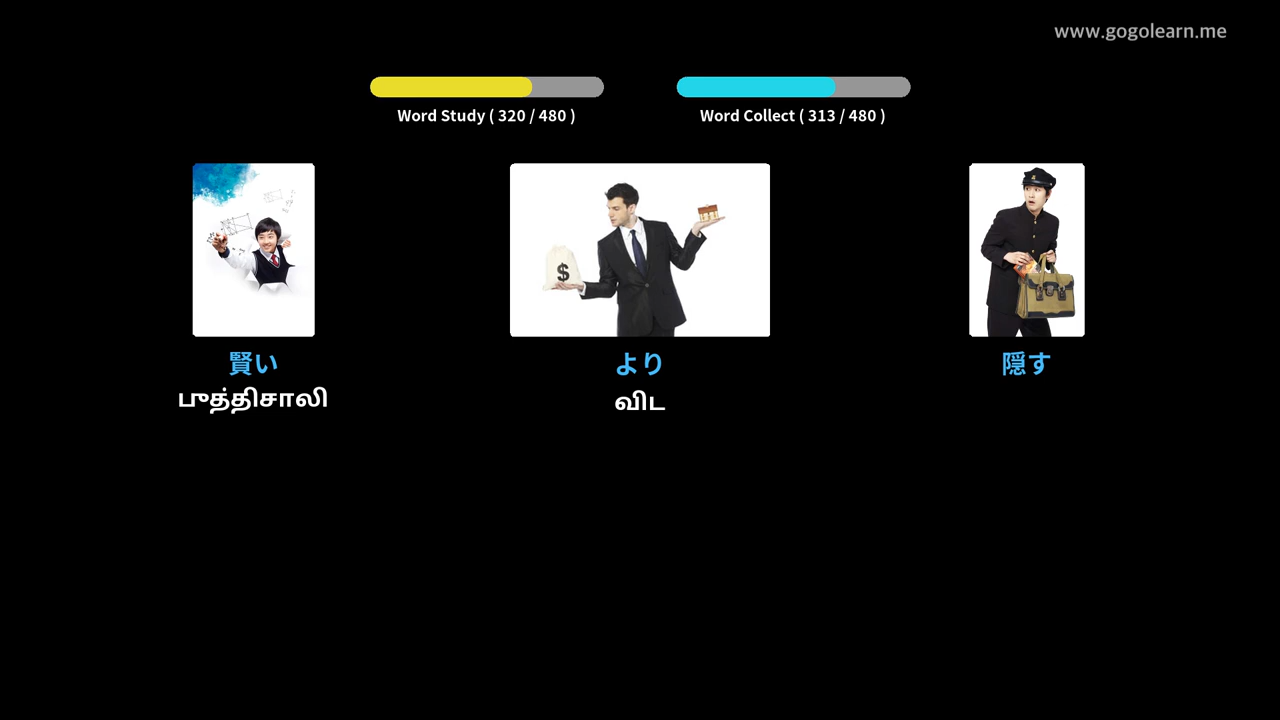 www.gogolearn.me
Word Study ( 320 / 480 )
Word Collect ( 313 / 480 )
$
賢い
より
隠す
புத்திசாலி
விட